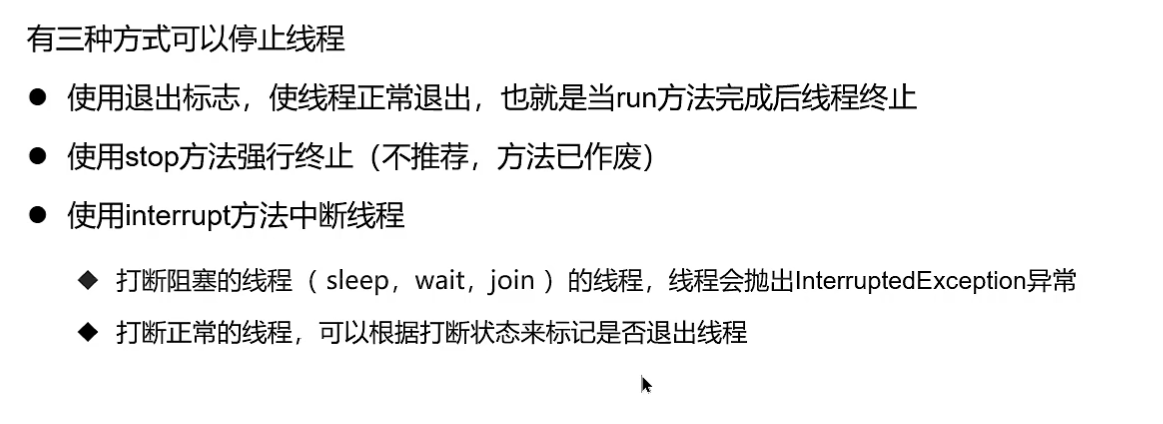 有三种方式可以停止线程
● 使用退出标志，使线程正常退出，也就是当run方法完成后线程终止
● 使用stop方法强行终止（不推荐，方法已作废）
● 使用interrupt方法中断线程
◆ 打断阻塞的线程（ sleep，wait，join ）的线程，线程会抛出InterruptedException异常
◆ 打断正常的线程，可以根据打断状态来标记是否退出线程